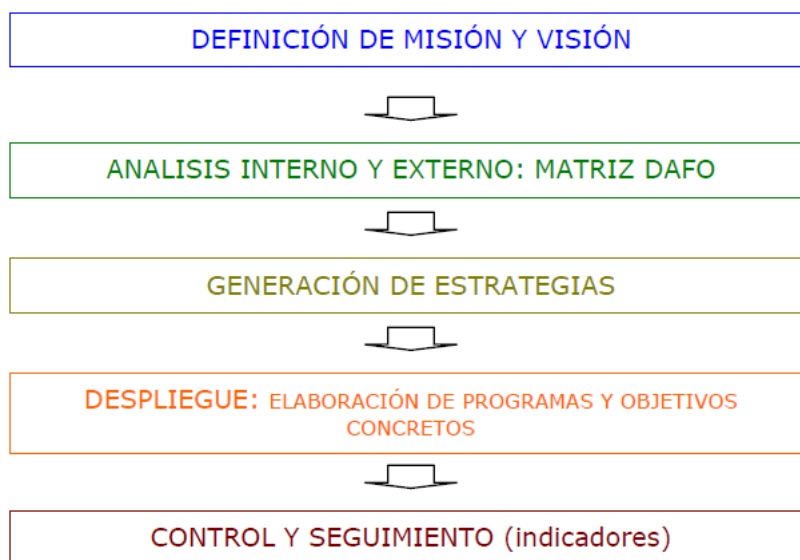 DEFINICIÓN DE MISIÓN Y VISIÓN
ANALISIS INTERNO Y EXTERNO: MATRIZ DAFO
GENERACIÓN DE ESTRATEGIAS
DESPLIEGUE: ELABORACIÓN DE PROGRAMAS Y OBJETIVOS
CONCRETOS
CONTROL Y SEGUIMIENTO (indicadores)